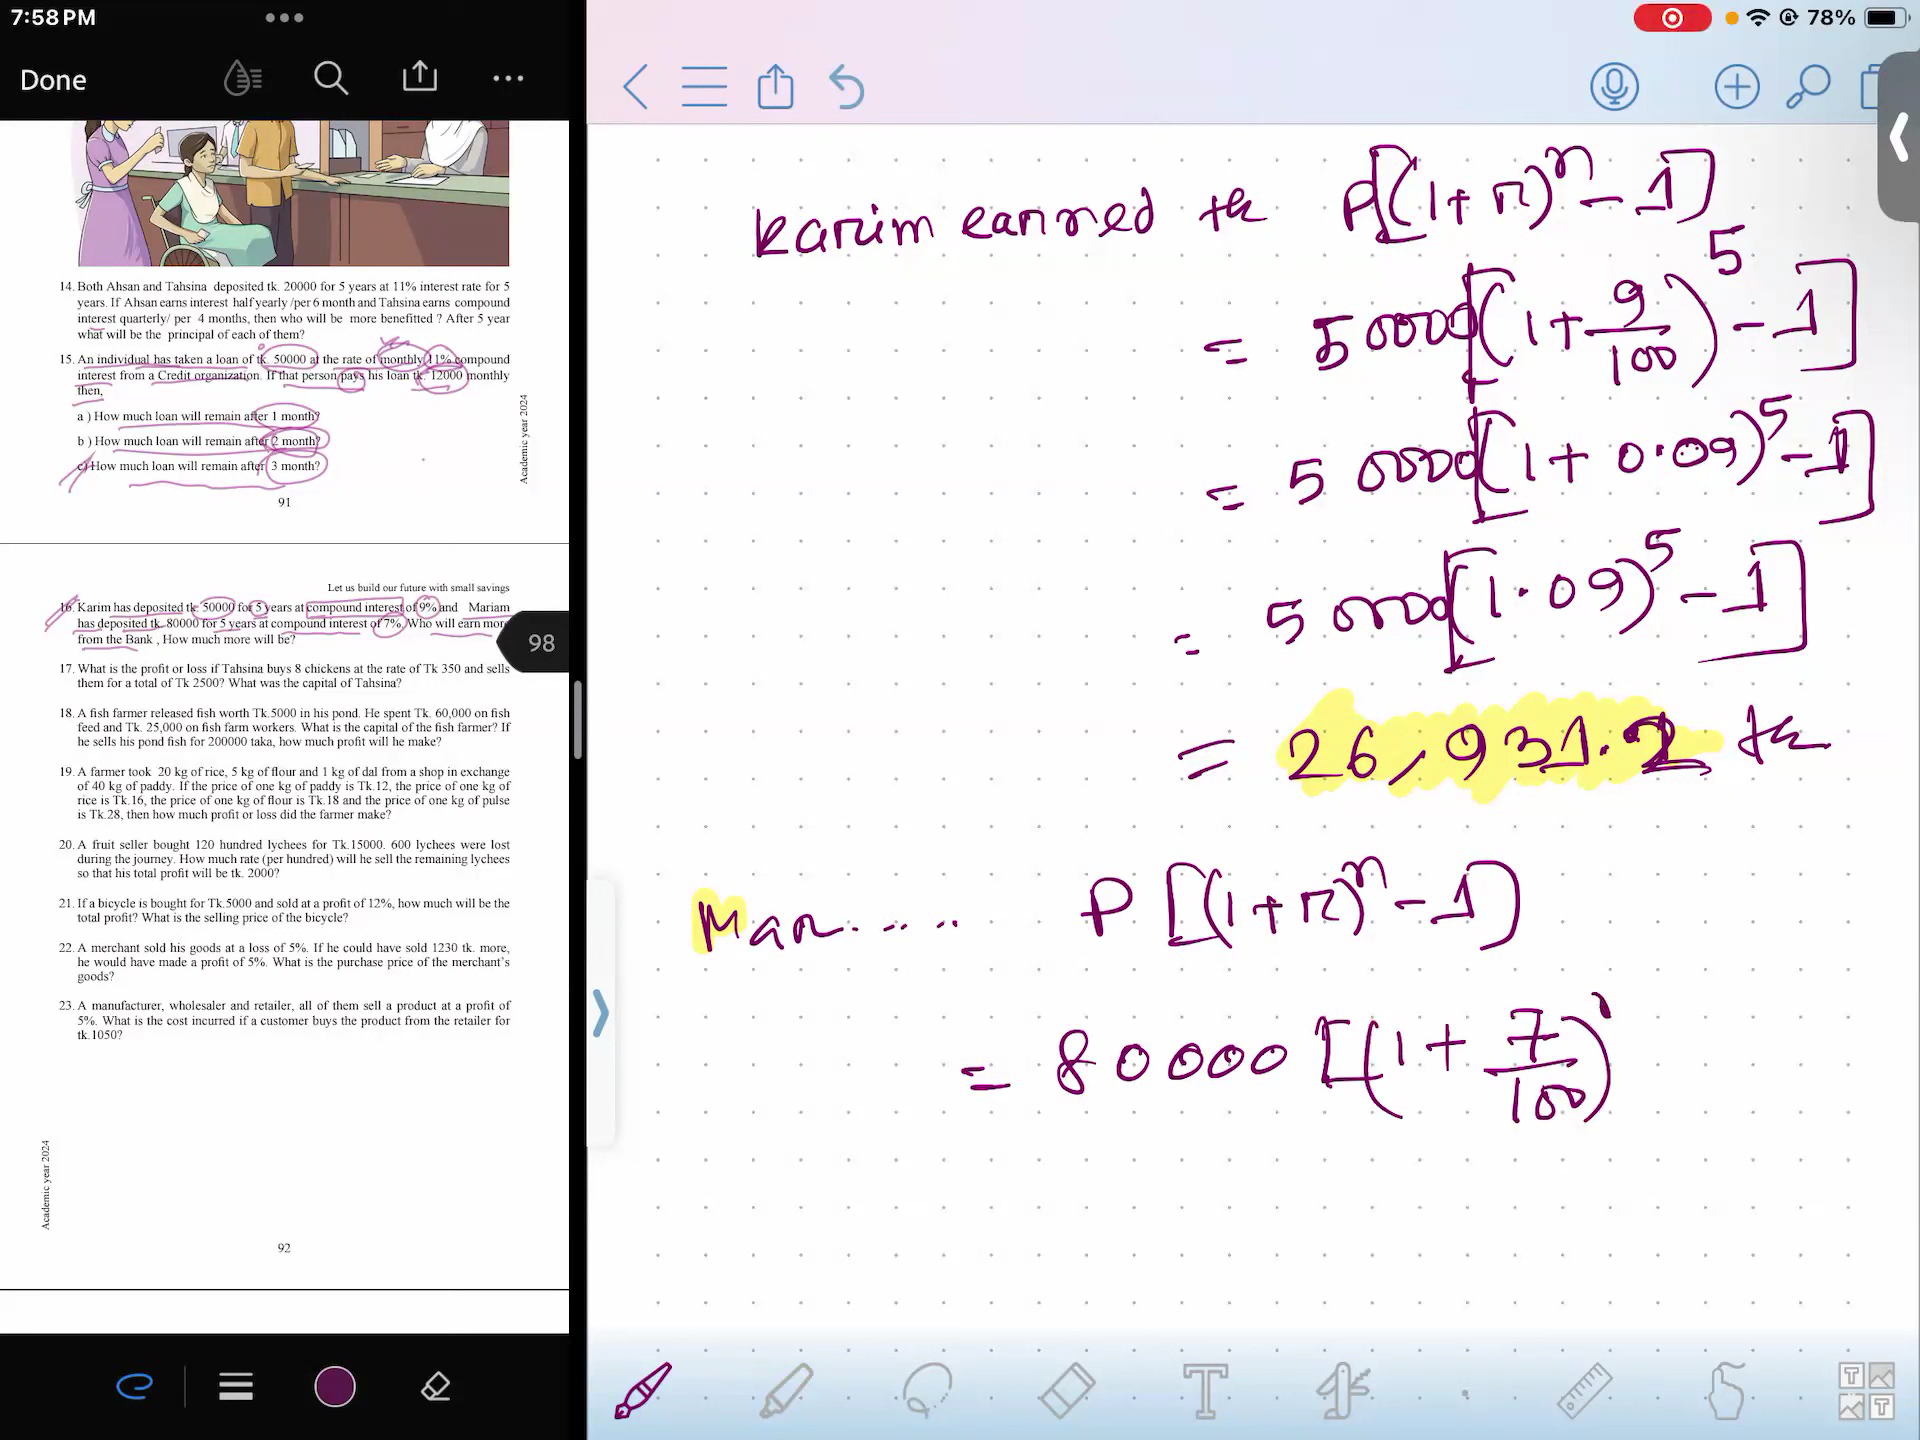 7:58 PM
78%
Done
14. Both Ahsan and Tahsina deposited tk. 20000 for 5 years at 11% interest rate for 5
years. If Ahsan earns interest half yearly /per 6 month and Tahsina earns compound
interest quarterly/ per 4 months, then who will be more benefitted ? After 5 year
what will be the principal of each of them?
15. An individual has taken a loan of tk. 50000 at the rate of monthly 11% compound
interest from a Credit organization. If that person pays his loan tk. 12000 monthly
then,
a ) How much loan will remain after 1 month?
b ) How much loan will remain after 2 month?
c) How much loan will remain after 3 month?
Academic year 2024
91
Let us build our future with small savings
16. Karim has deposited tk. 50000 for 5 years at compound interest of 9% and Mariam
has deposited tk. 80000 for 5 years at compound interest of 7%. Who will earn more
from the Bank , How much more will be?
98
17. What is the profit or loss if Tahsina buys 8 chickens at the rate of Tk 350 and sells
them for a total of Tk 2500? What was the capital of Tahsina?
18. A fish farmer released fish worth Tk.5000 in his pond. He spent Tk. 60,000 on fish
feed and Tk. 25,000 on fish farm workers. What is the capital of the fish farmer? If
he sells his pond fish for 200000 taka, how much profit will he make?
19. A farmer took 20 kg of rice, 5 kg of flour and 1 kg of dal from a shop in exchange
of 40 kg of paddy. If the price of one kg of paddy is Tk.12, the price of one kg of
rice is Tk.16, the price of one kg of flour is Tk.18 and the price of one kg of pulse
is Tk.28, then how much profit or loss did the farmer make?
20. A fruit seller bought 120 hundred lychees for Tk.15000. 600 lychees were lost
during the journey. How much rate (per hundred) will he sell the remaining lychees
so that his total profit will be tk. 2000?
21. If a bicycle is bought for Tk.5000 and sold at a profit of 12%, how much will be the
total profit? What is the selling price of the bicycle?
22. A merchant sold his goods at a loss of 5%. If he could have sold 1230 tk. more,
he would have made a profit of 5%. What is the purchase price of the merchant's
goods?
23. A manufacturer, wholesaler and retailer, all of them sell a product at a profit of
5%. What is the cost incurred if a customer buys the product from the retailer for
tk.1050?
Academic year 2024
92
Karim earned tk P[(1+r)^n - 1]
= 50000[(1+9/100)^5 - 1]
= 50000[(1+0.09)^5 - 1]
= 50000[(1.09)^5 - 1]
= 26,931.2 tk
Mar..... P[(1+r)^n - 1]
= 80000[(1+7/100)